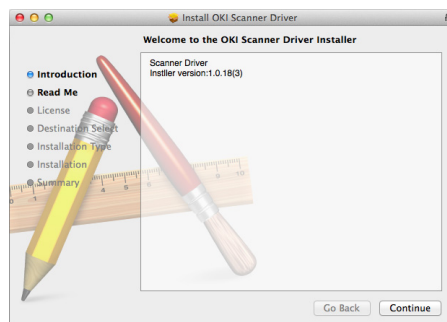 Install OKI Scanner Driver
Welcome to the OKI Scanner Driver Installer
Introduction
Read Me
License
Destination Select
Installation Type
Installation
Summary
Scanner Driver
Instller version:1.0.18(3)
Go Back
Continue